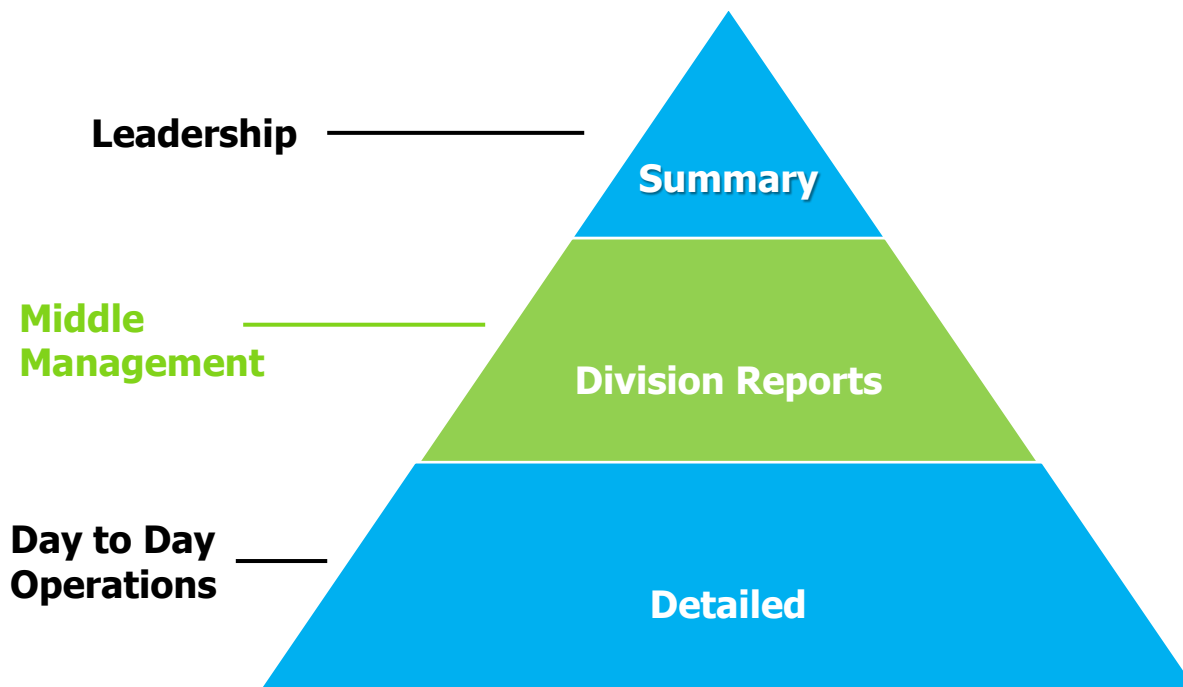 Leadership
Summary
Middle
Management
Division Reports
Day to Day
Operations
Detailed